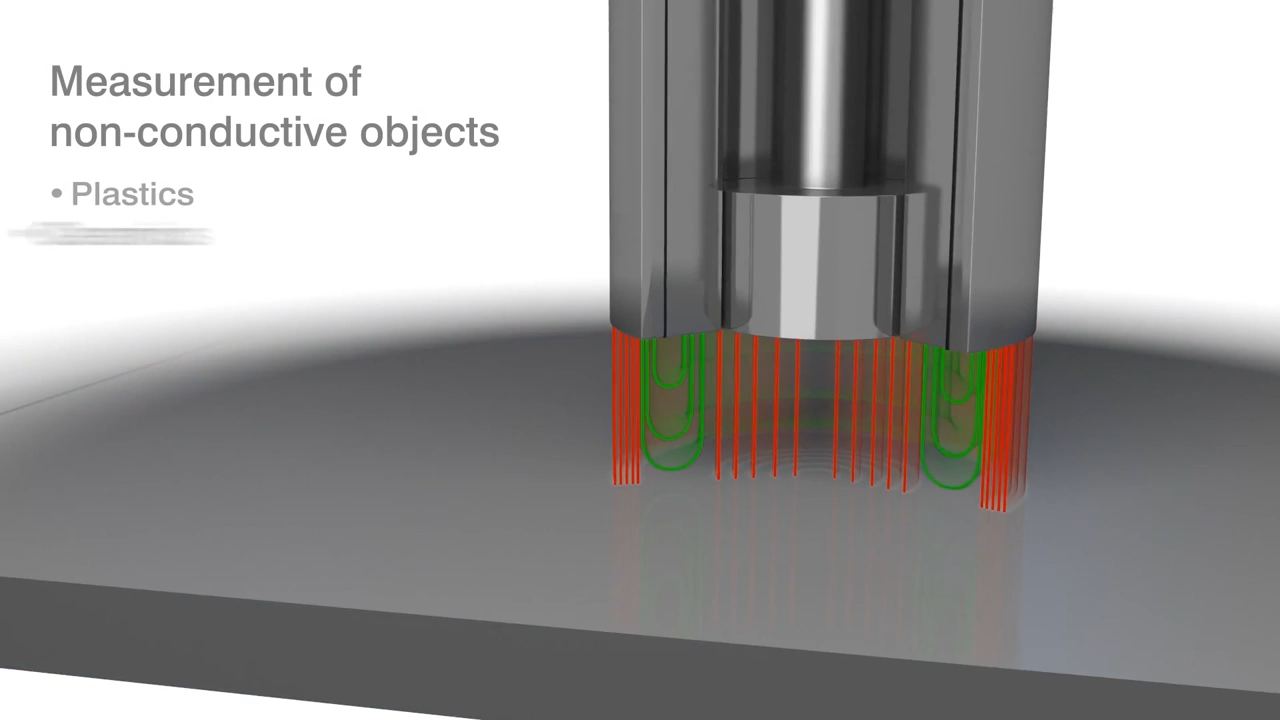 Measurement of
non-conductive objects
• Plastics